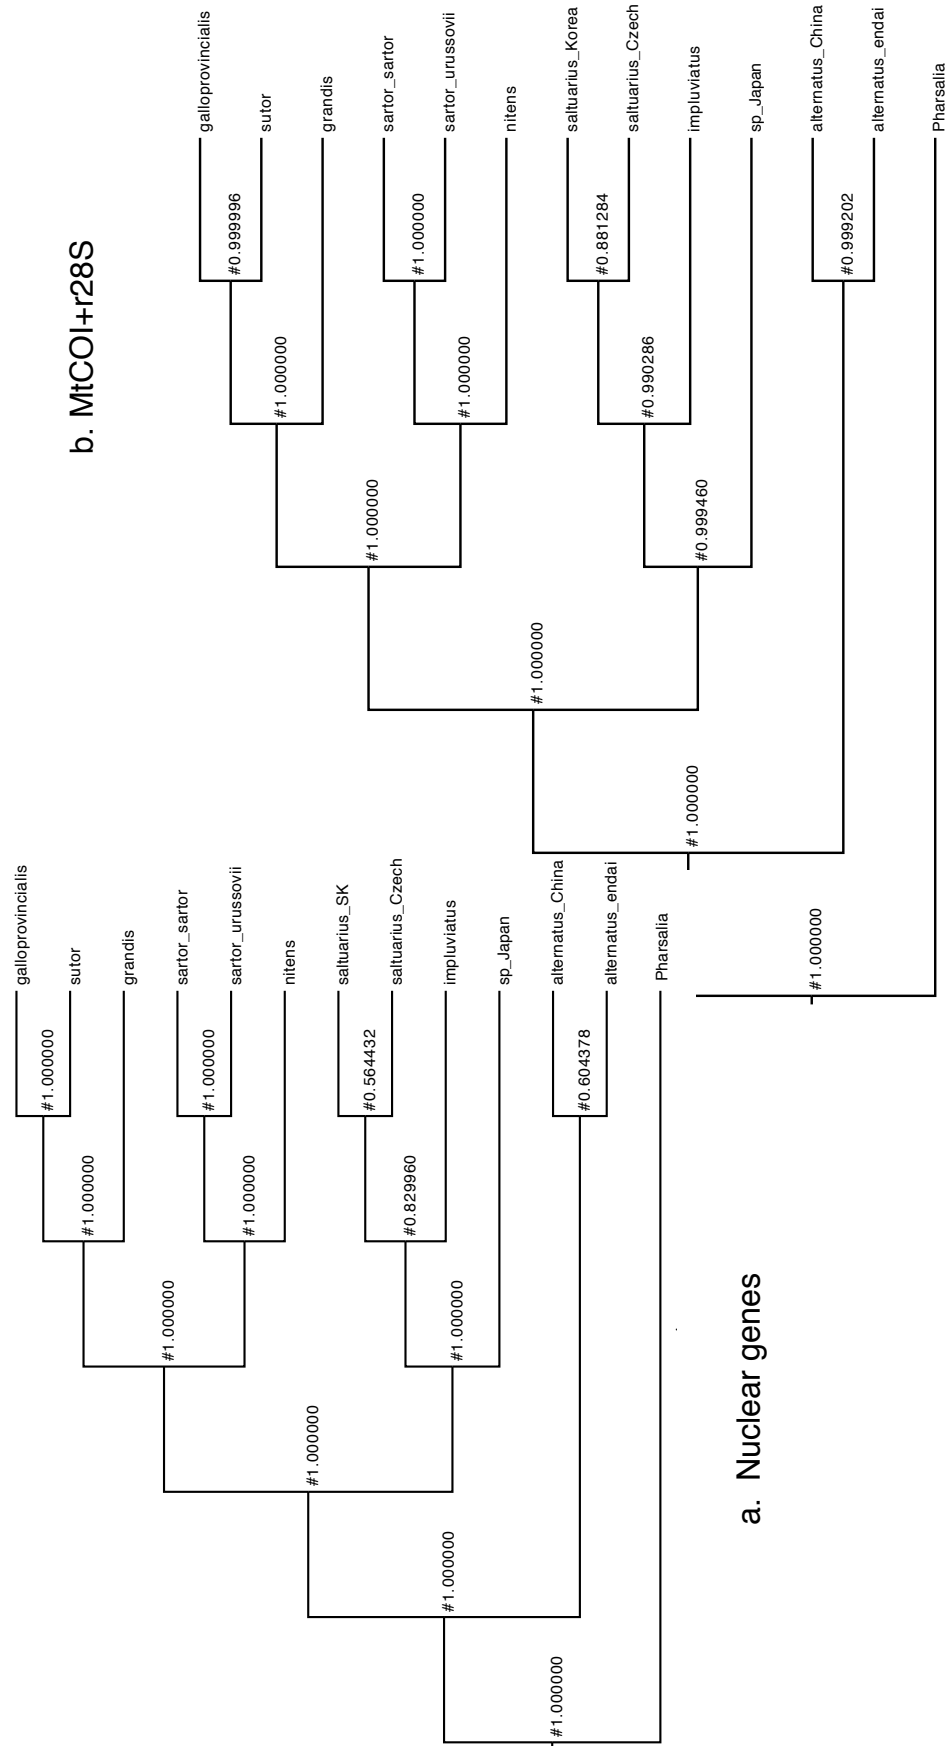 b. MtCOI+r28S
galloprovincialis
sutor
grandis
sartor_sartor
sartor_urussovii
nitens
saltuarius_Korea
saltuarius_Czech
impluviatus
sp_Japan
alternatus_China
alternatus_endai
Pharsalia
#0.999996
#1.000000
#0.881284
#0.999202
#1.000000
#1.000000
#0.990286
#1.000000
#0.999460
#1.000000
#1.000000
#1.000000
a. Nuclear genes
galloprovincialis
sutor
grandis
sartor_sartor
sartor_urussovii
nitens
saltuarius_SK
saltuarius_Czech
impluviatus
sp_Japan
alternatus_China
alternatus_endai
Pharsalia
#1.000000
#1.000000
#0.564432
#0.604378
#1.000000
#1.000000
#0.829960
#1.000000
#1.000000
#1.000000
#1.000000
#1.000000